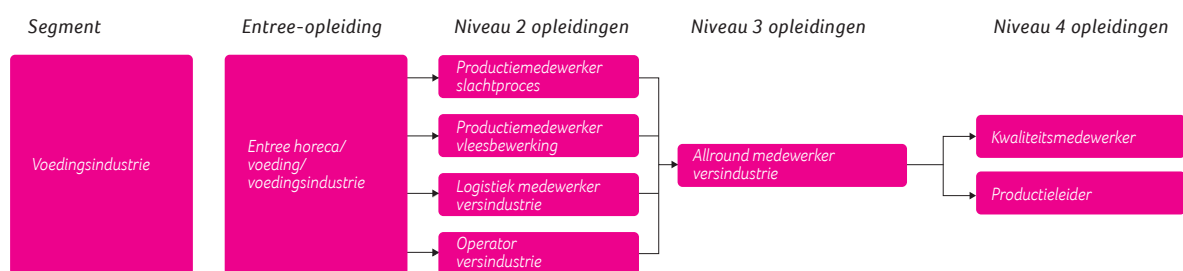 Segment
Entree-opleiding
Niveau 2 opleidingen
Niveau 3 opleidingen
Niveau 4 opleidingen
Voedingsindustrie
Entree horeca/
voeding/
voedingsindustrie
Productiemedewerker
slachtproces
Productiemedewerker
vleesbewerking
Logistiek medewerker
versindustrie
Operator
versindustrie
Allround medewerker
versindustrie
Kwaliteitsmedewerker
Productieleider